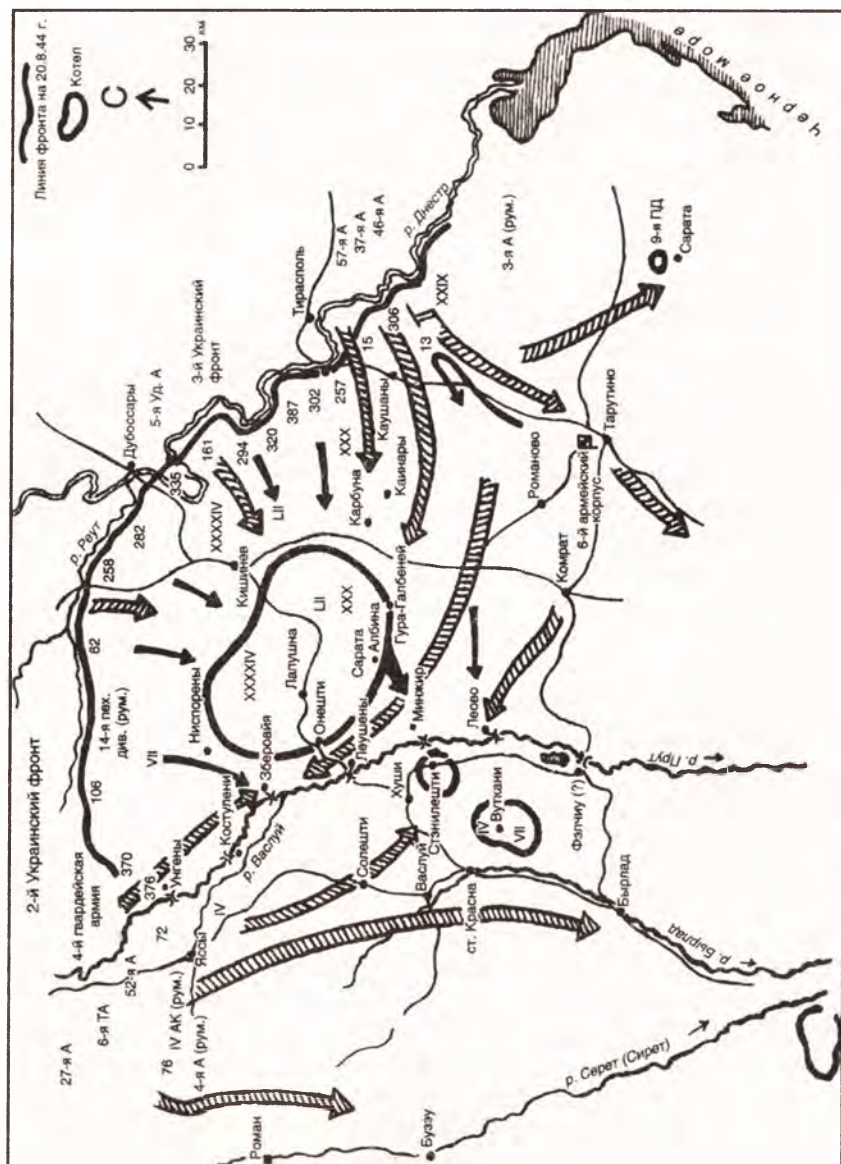 Линия фронта на 20.8.44 г.
Котел
С
0 10 20 30 км
Черное море
2-й Украинский фронт
4-й гвардейская
армия
27-я А
6-я ТА
52-я А
76 IV АК (рум.)
4-я А (рум.)
72
376
370
Унгены
106
14-я пех.
див. (рум.)
VII
62
258
282
р. Реут
Дубоссары
5-я Уд. А
3-й Украинский
фронт
335
161
294
320
387
302
257
15
306
13
XXIX
Тирасполь
57-я А
37-я А
46-я А
р. Днестр
3-я А (рум.)
9-я ПД
Сарата
XXXXIV
LII
XXX
Каушаны
Каинары
Карбуна
Кишинев
Ниспорены
XXXXIV
LII
XXX
Лапушна
Сарата
Албина
Гура-Галбеней
Онешти
Зберовайя
Леушены
Минжир
Леово
Романово
6-й армейский
корпус
Тарутино
Комрат
р. Прут
Костулени
р. Васлуй
IV
Яссы
Солешти
Хуши
Стэнилешти
Васлуй
ст. Красна
IV
Вуткани
VII
Фэлчиу (?)
Бырлад
р. Бырлад
Роман
Бузэу
р. Серет (Сирет)